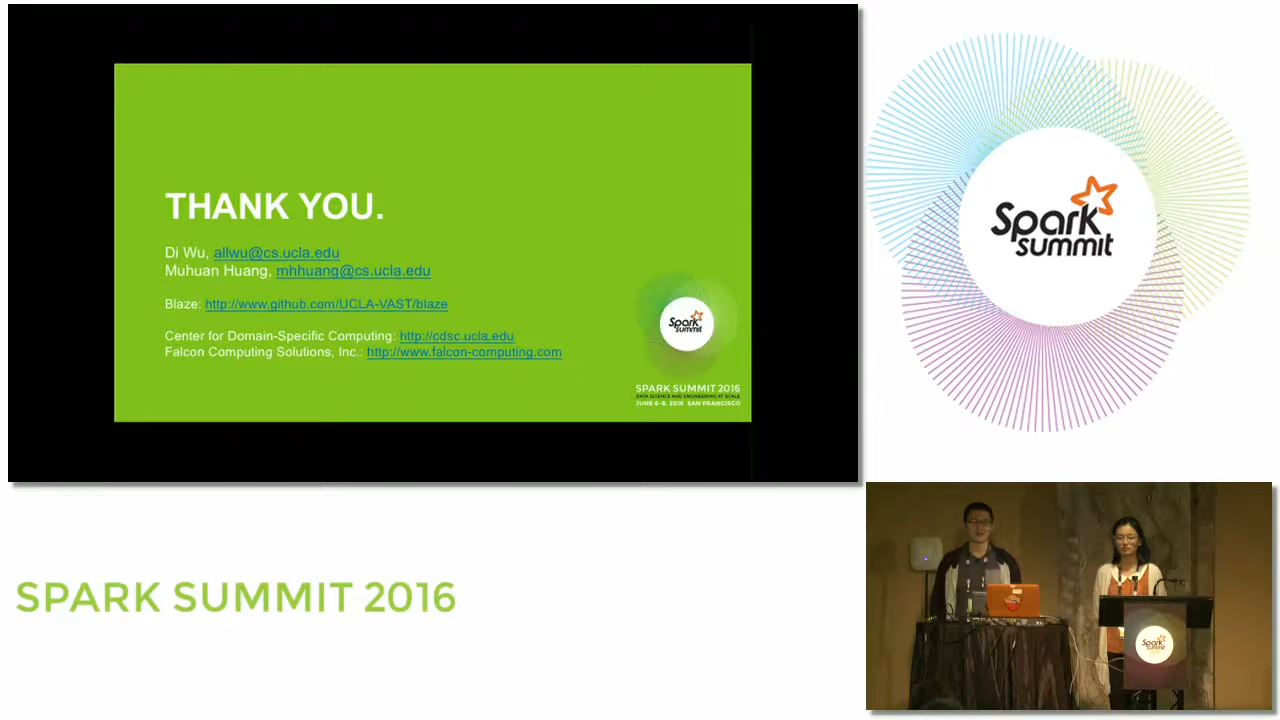 THANK YOU.
Di Wu, allwu@cs.ucla.edu
Muhuan Huang, mhhuang@cs.ucla.edu
Blaze: http://www.github.com/UCLA-VAST/blaze
Center for Domain-Specific Computing: http://cdsc.ucla.edu
Falcon Computing Solutions, Inc.: http://www.falcon-computing.com
Spark
summit
SPARK SUMMIT 2016
DATA SCIENCE AND ENGINEERING AT SCALE
JUNE 6-8, 2016 SAN FRANCISCO
Spark
summit
SPARK SUMMIT 2016
Spark
summit